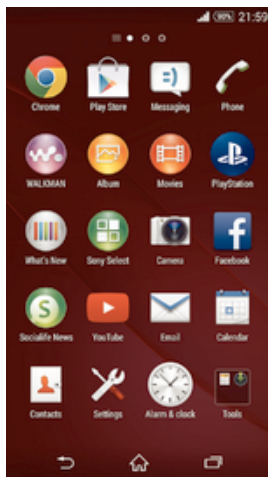 90% 21:59
:-)
Chrome Play Store Messaging Phone
WALKMAN Album Movies PlayStation
What's New Sony Select Camera Facebook
S
Socialife News YouTube Email Calendar
Contacts Settings Alarm & clock Tools